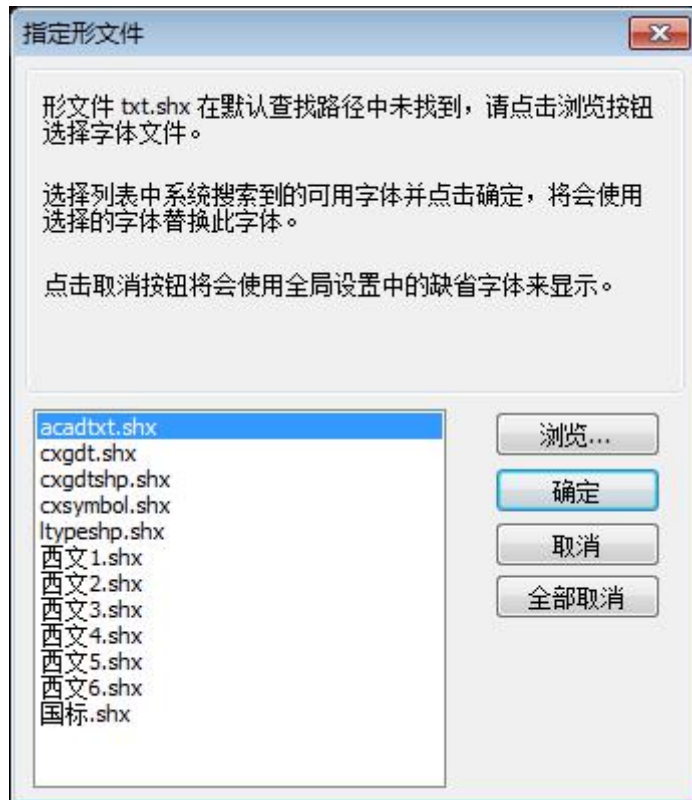 指定形文件
形文件 txt.shx 在默认查找路径中未找到，请点击浏览按钮
选择字体文件。
选择列表中系统搜索到的可用字体并点击确定，将会使用
选择的字体替换此字体。
点击取消按钮将会使用全局设置中的缺省字体来显示。
acadtxt.shx
cxgdt.shx
cxgdtshp.shx
cxsymbol.shx
ltypeshp.shx
西文1.shx
西文2.shx
西文3.shx
西文4.shx
西文5.shx
西文6.shx
国标.shx
浏览...
确定
取消
全部取消